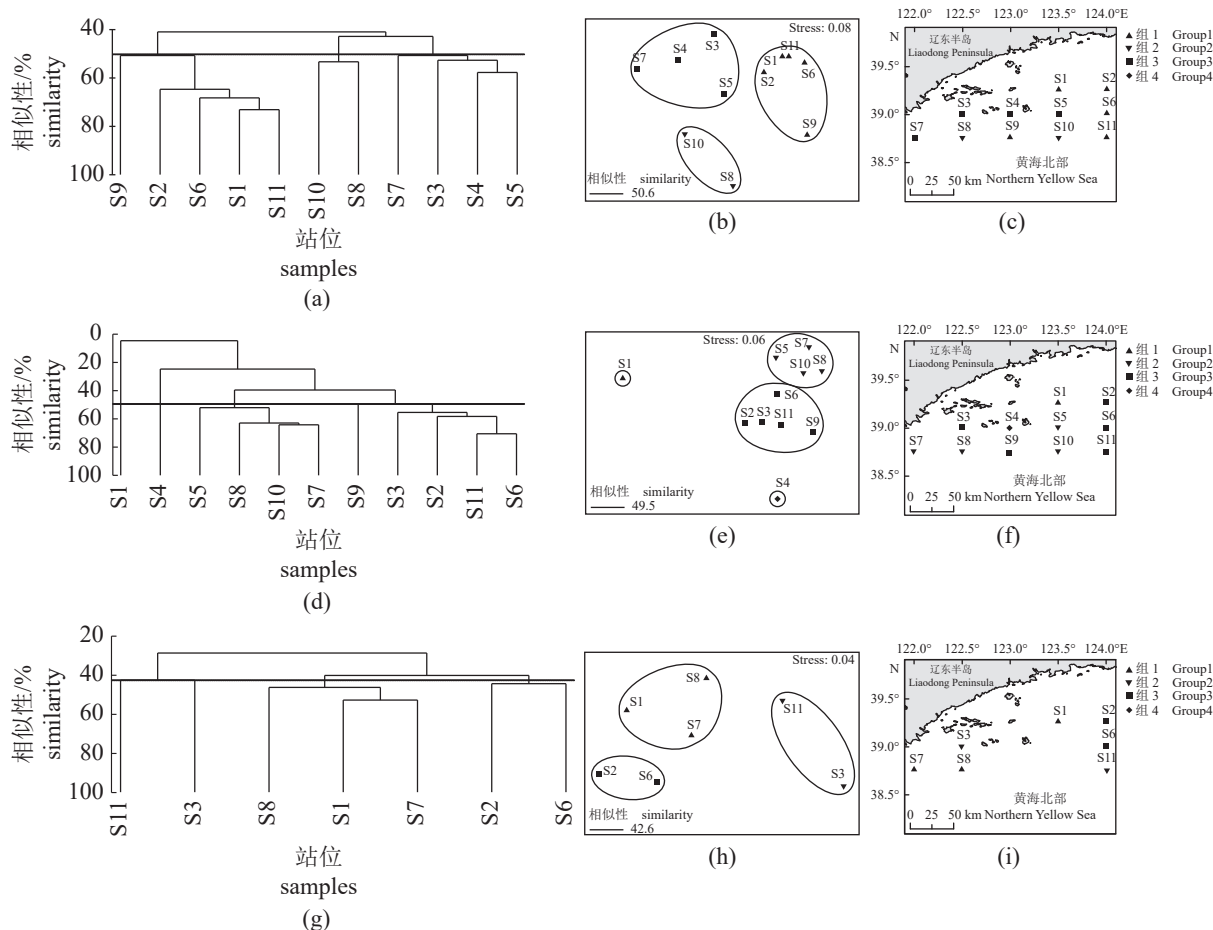 40
60
80
100
相似性/%
similarity
S9
S2
S6
S1
S11
S10
S8
S7
S3
S4
S5
站位
samples
(a)
Stress: 0.08
S3
S4
S7
S5
S11
S1
S2
S6
S9
S10
S8
相似性 similarity
50.6
(b)
122.0° 122.5° 123.0° 123.5° 124.0°E
N
39.5°
39.0°
38.5°
辽东半岛
Liaodong Peninsula
S1 S2
S3 S4 S5 S6
S7 S8 S9 S10 S11
黄海北部
0 25 50 km Northern Yellow Sea
组 1 Group1
组 2 Group2
组 3 Group3
组 4 Group4
(c)
0
20
40
60
80
100
相似性/%
similarity
S1
S4
S5
S8
S10
S7
S9
S3
S2
S11
S6
站位
samples
(d)
Stress: 0.06
S1
S5
S7
S10
S8
S6
S2
S3
S11
S9
S4
相似性 similarity
49.5
(e)
122.0° 122.5° 123.0° 123.5° 124.0°E
N
39.5°
39.0°
38.5°
辽东半岛
Liaodong Peninsula
S1 S2
S3 S4 S5 S6
S7 S8 S9 S10 S11
黄海北部
0 25 50 km Northern Yellow Sea
组 1 Group1
组 2 Group2
组 3 Group3
组 4 Group4
(f)
20
40
60
80
100
相似性/%
similarity
S11
S3
S8
S1
S7
S2
S6
站位
samples
(g)
Stress: 0.04
S8
S1
S7
S11
S2
S6
S3
相似性 similarity
42.6
(h)
122.0° 122.5° 123.0° 123.5° 124.0°E
N
39.5°
39.0°
38.5°
辽东半岛
Liaodong Peninsula
S1 S2
S3 S6
S7 S8 S11
黄海北部
0 25 50 km Northern Yellow Sea
组 1 Group1
组 2 Group2
组 3 Group3
组 4 Group4
(i)